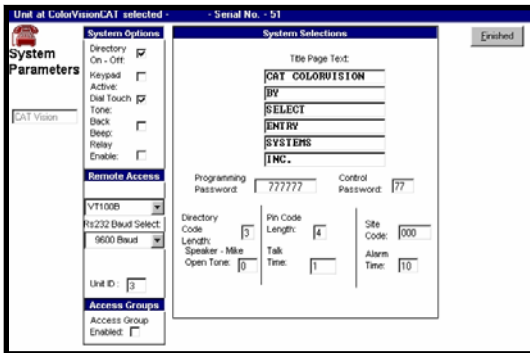 Unit at ColorVisionCAT selected - - Serial No. - 51
System Parameters
CAT Vision
System Options
Directory On - Off:
Keypad Active:
Dial Touch Tone:
Back Beep:
Relay Enable:
Remote Access
VT100B
Rs232 Baud Select:
9600 Baud
Unit ID : 3
Access Groups
Access Group Enabled:
System Selections
Title Page Text:
CAT COLORVISION
BY
SELECT
ENTRY
SYSTEMS
INC.
Programming Password: 777777
Control Password: 77
Directory Code Length: 3
Pin Code Length: 4
Site Code: 000
Speaker - Mike Open Tone: 0
Talk Time: 1
Alarm Time: 10
Finished